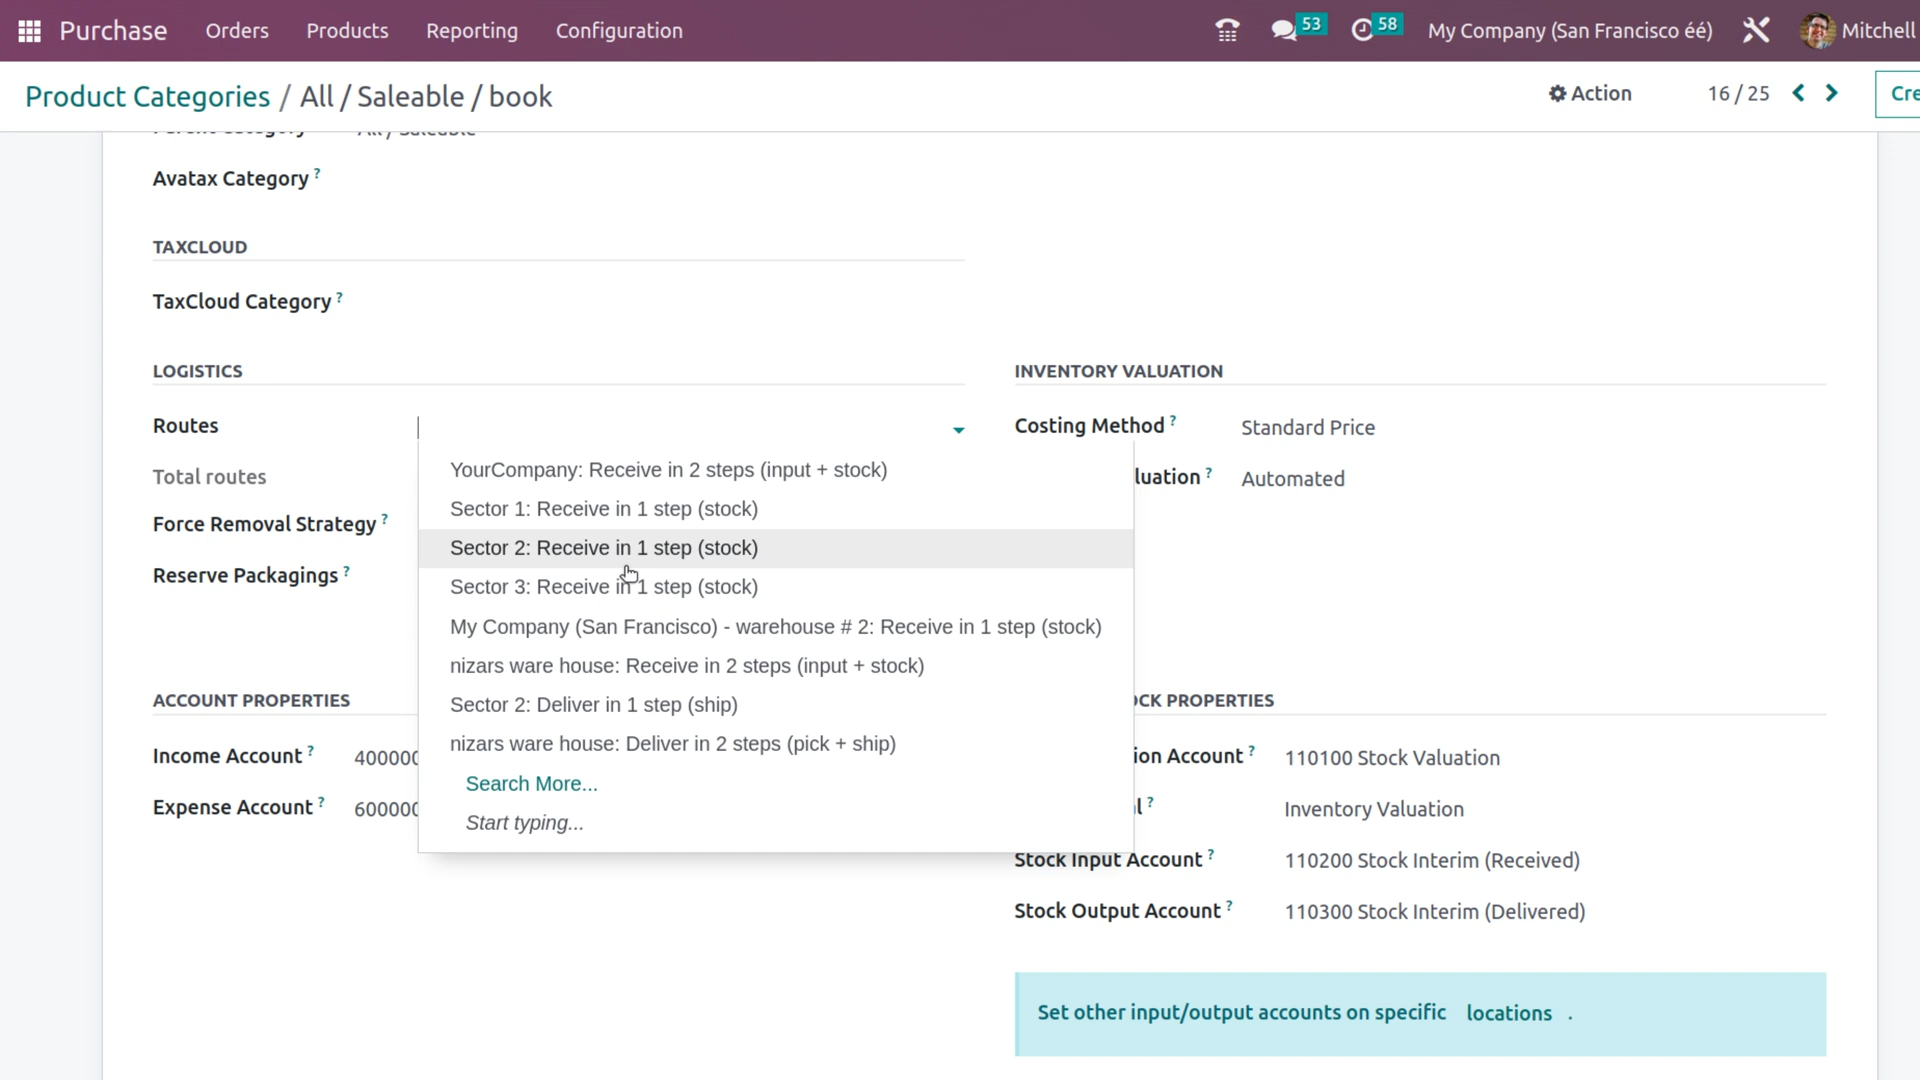 Purchase Orders Products Reporting Configuration 53 58 My Company (San Francisco éé) Mitchell
Product Categories / All / Saleable / book Action 16 / 25 Cre
Avatax Category ?
TAXCLOUD
TaxCloud Category ?
LOGISTICS INVENTORY VALUATION
Routes Costing Method ? Standard Price
YourCompany: Receive in 2 steps (input + stock)
Total routes luation ? Automated
Sector 1: Receive in 1 step (stock)
Force Removal Strategy ?
Sector 2: Receive in 1 step (stock)
Reserve Packagings ?
Sector 3: Receive in 1 step (stock)
My Company (San Francisco) - warehouse # 2: Receive in 1 step (stock)
nizars ware house: Receive in 2 steps (input + stock)
ACCOUNT PROPERTIES Sector 2: Deliver in 1 step (ship) OCK PROPERTIES
nizars ware house: Deliver in 2 steps (pick + ship)
Income Account ? 400000 ion Account ? 110100 Stock Valuation
Search More...
Expense Account ? 600000 l ? Inventory Valuation
Start typing...
Stock Input Account ? 110200 Stock Interim (Received)
Stock Output Account ? 110300 Stock Interim (Delivered)
Set other input/output accounts on specific locations .